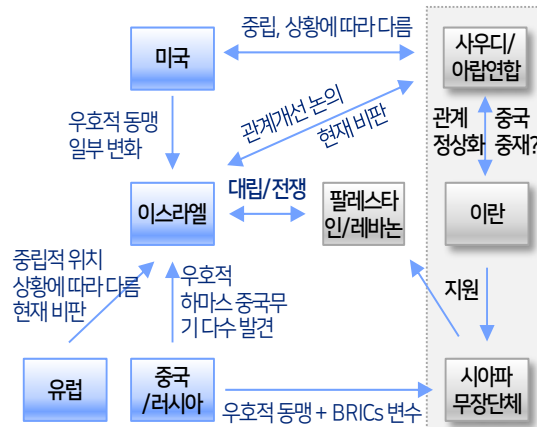 중립, 상황에 따라 다름
미국
사우디/
아랍연합
우호적 동맹
일부 변화
관계개선 논의
현재 비판
관계
정상화
중국
중재?
이스라엘
대립/전쟁
팔레스타
인/레바논
이란
중립적 위치
상황에 따라 다름
현재 비판
우호적
하마스 중국무
기 다수 발견
지원
유럽
중국
/러시아
우호적 동맹 + BRICs 변수
시아파
무장단체